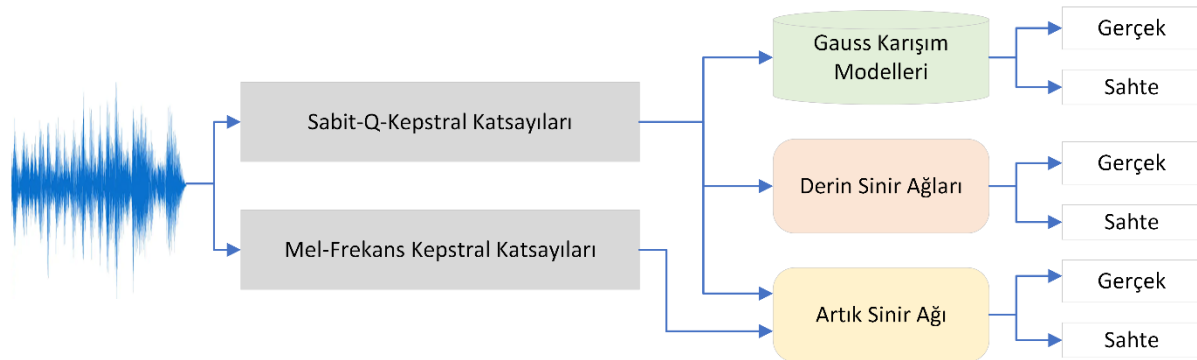 Sabit-Q-Kepstral Katsayıları
Mel-Frekans Kepstral Katsayıları
Gauss Karışım
Modelleri
Derin Sinir Ağları
Artık Sinir Ağı
Gerçek
Sahte
Gerçek
Sahte
Gerçek
Sahte